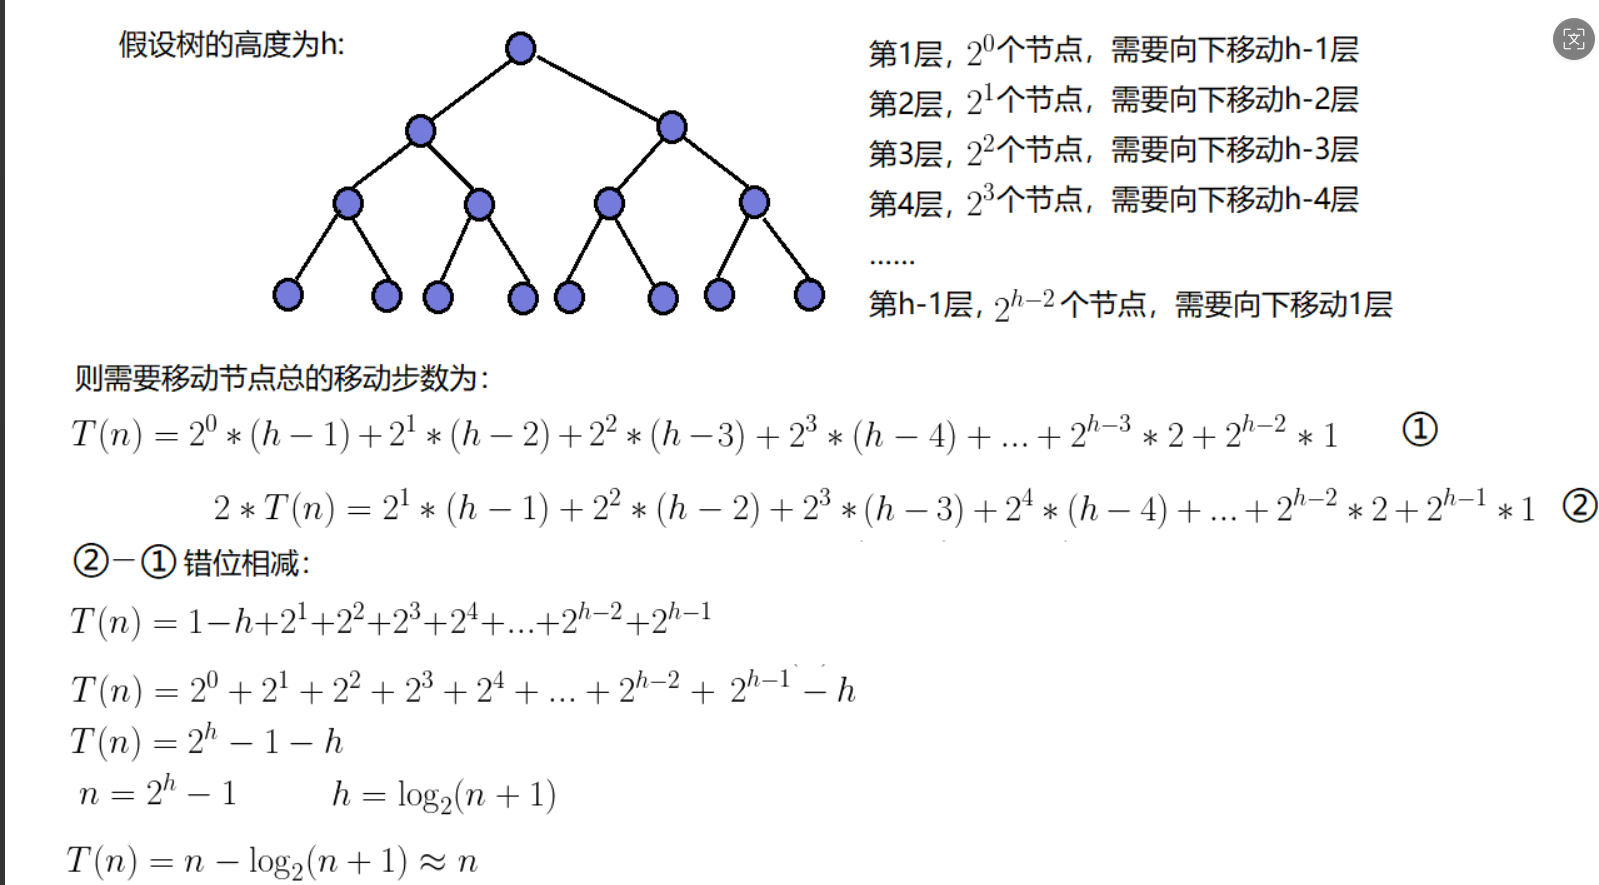 假设树的高度为h:
第1层，2^0个节点，需要向下移动h-1层
第2层，2^1个节点，需要向下移动h-2层
第3层，2^2个节点，需要向下移动h-3层
第4层，2^3个节点，需要向下移动h-4层
......
第h-1层，2^{h-2}个节点，需要向下移动1层
则需要移动节点总的移动步数为：
T(n) = 2^0 * (h - 1) + 2^1 * (h - 2) + 2^2 * (h - 3) + 2^3 * (h - 4) + ... + 2^{h-3} * 2 + 2^{h-2} * 1 ①
2 * T(n) = 2^1 * (h - 1) + 2^2 * (h - 2) + 2^3 * (h - 3) + 2^4 * (h - 4) + ... + 2^{h-2} * 2 + 2^{h-1} * 1 ②
②－①错位相减：
T(n) = 1 - h + 2^1 + 2^2 + 2^3 + 2^4 + ... + 2^{h-2} + 2^{h-1}
T(n) = 2^0 + 2^1 + 2^2 + 2^3 + 2^4 + ... + 2^{h-2} + 2^{h-1} - h
T(n) = 2^h - 1 - h
n = 2^h - 1 h = log_2(n + 1)
T(n) = n - log_2(n + 1) ≈ n